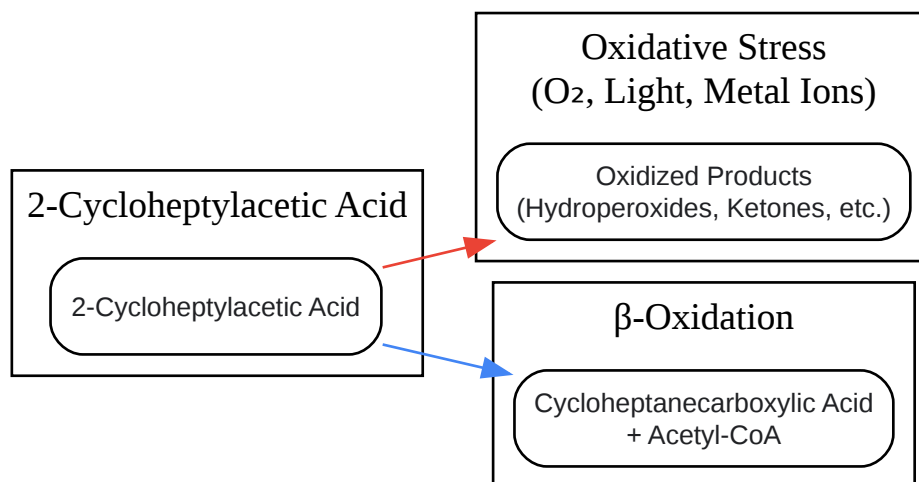 2-Cycloheptylacetic Acid
2-Cycloheptylacetic Acid
Oxidative Stress
(O₂, Light, Metal Ions)
Oxidized Products
(Hydroperoxides, Ketones, etc.)
β-Oxidation
Cycloheptanecarboxylic Acid
+ Acetyl-CoA